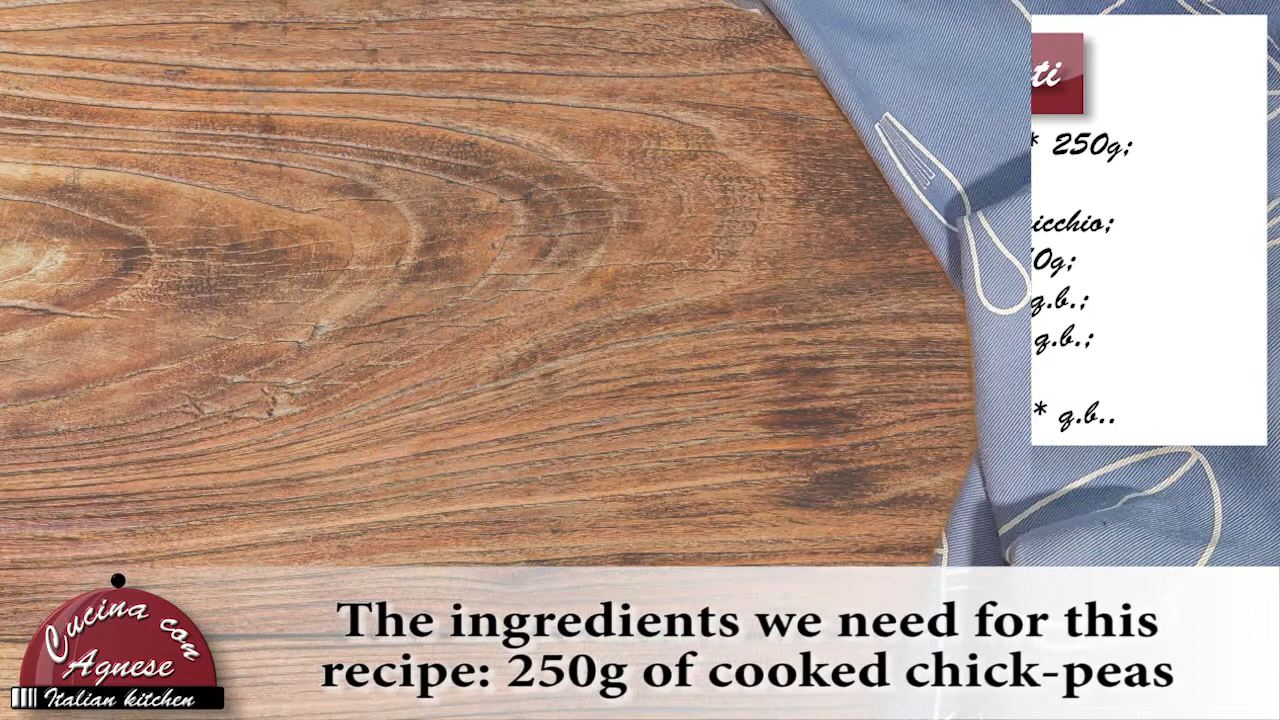 ti
* 250g;
icchio;
0g;
q.b.;
q.b.;
* q.b..
The ingredients we need for this
recipe: 250g of cooked chick-peas
Cucina con
Agnese
Italian kitchen